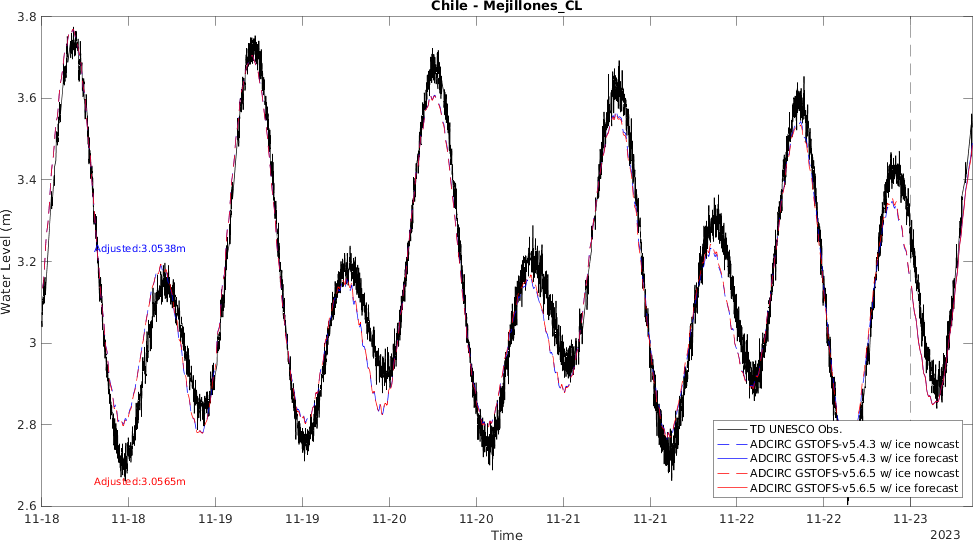 Chile - Mejillones_CL
3.8
3.6
3.4
3.2
3
2.8
2.6
Water Level (m)
Adjusted:3.0538m
Adjusted:3.0565m
TD UNESCO Obs.
ADCIRC GSTOFS-v5.4.3 w/ ice nowcast
ADCIRC GSTOFS-v5.4.3 w/ ice forecast
ADCIRC GSTOFS-v5.6.5 w/ ice nowcast
ADCIRC GSTOFS-v5.6.5 w/ ice forecast
11-18 11-18 11-19 11-19 11-20 11-20 11-21 11-21 11-22 11-22 11-23
Time
2023